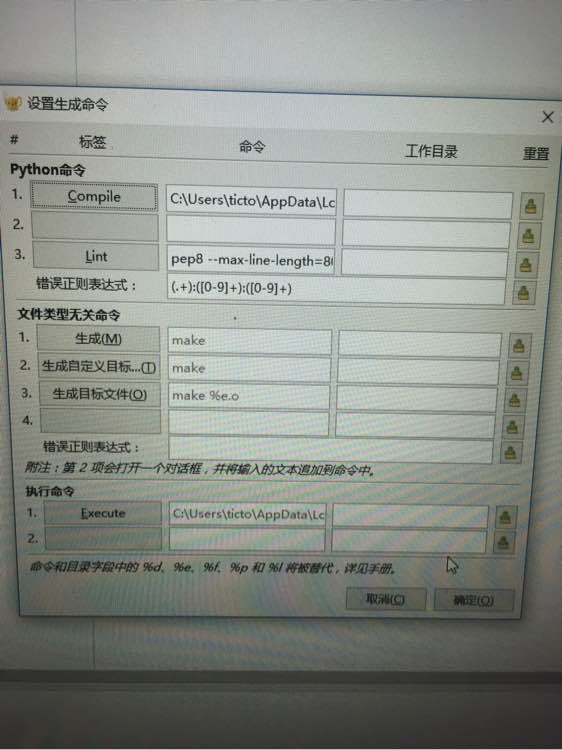 设置生成命令
# 标签 命令 工作目录 重置
Python命令
1. Compile C:\Users\ticto\AppData\Lc
2.
3. Lint pep8 --max-line-length=80
错误正则表达式： (.+):([0-9]+):([0-9]+)
文件类型无关命令
1. 生成(M) make
2. 生成自定义目标...(T) make
3. 生成目标文件(O) make %e.o
4.
错误正则表达式：
附注：第 2 项会打开一个对话框，并将输入的文本追加到命令中。
执行命令
1. Execute C:\Users\ticto\AppData\Lc
2.
命令和目录字段中的 %d、%e、%f、%p 和 %l 将被替代，详见手册。
取消(C) 确定(O)